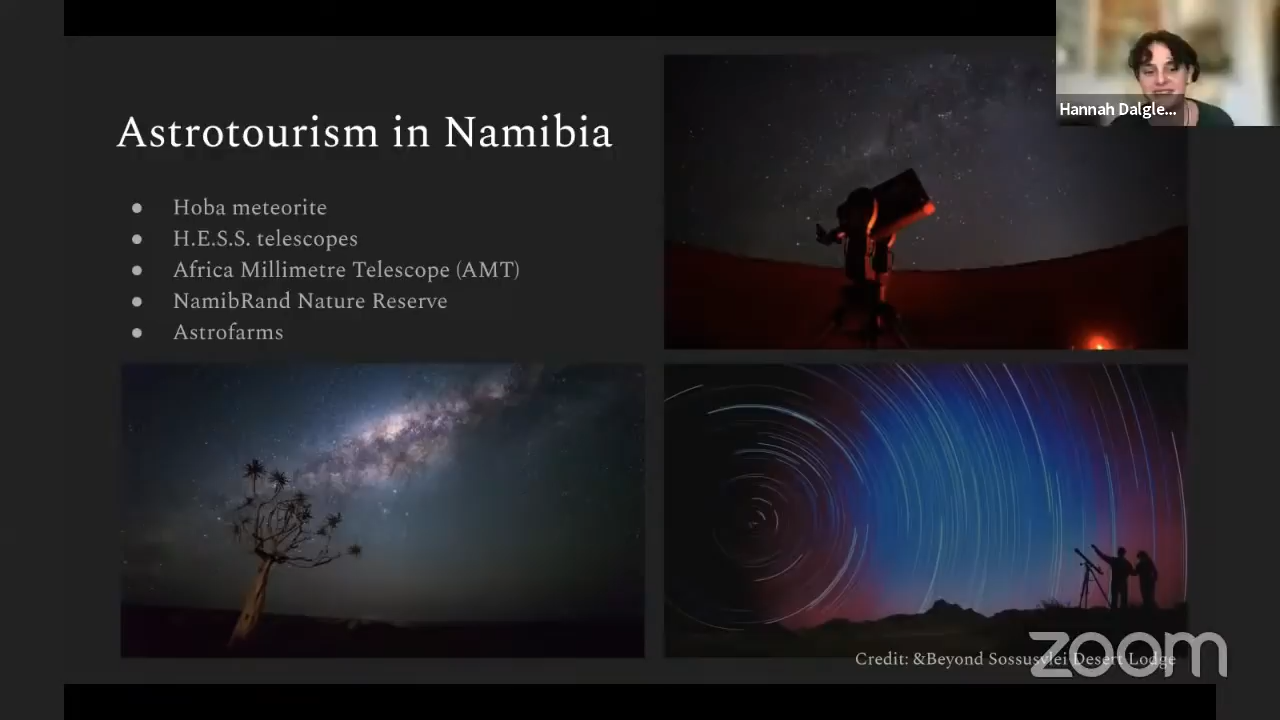 Astrotourism in Namibia
● Hoba meteorite
● H.E.S.S. telescopes
● Africa Millimetre Telescope (AMT)
● NamibRand Nature Reserve
● Astrofarms
Hannah Dalgle...
Credit: &Beyond Sossusvlei Desert Lodge
zoom